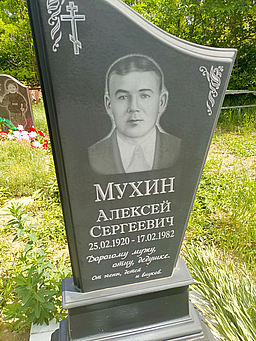 МУХИН
АЛЕКСЕЙ
СЕРГЕЕВИЧ
25.02.1920 - 17.02.1982
Дорогому мужу,
отцу, дедушке.
От жены, детей
и внуков.